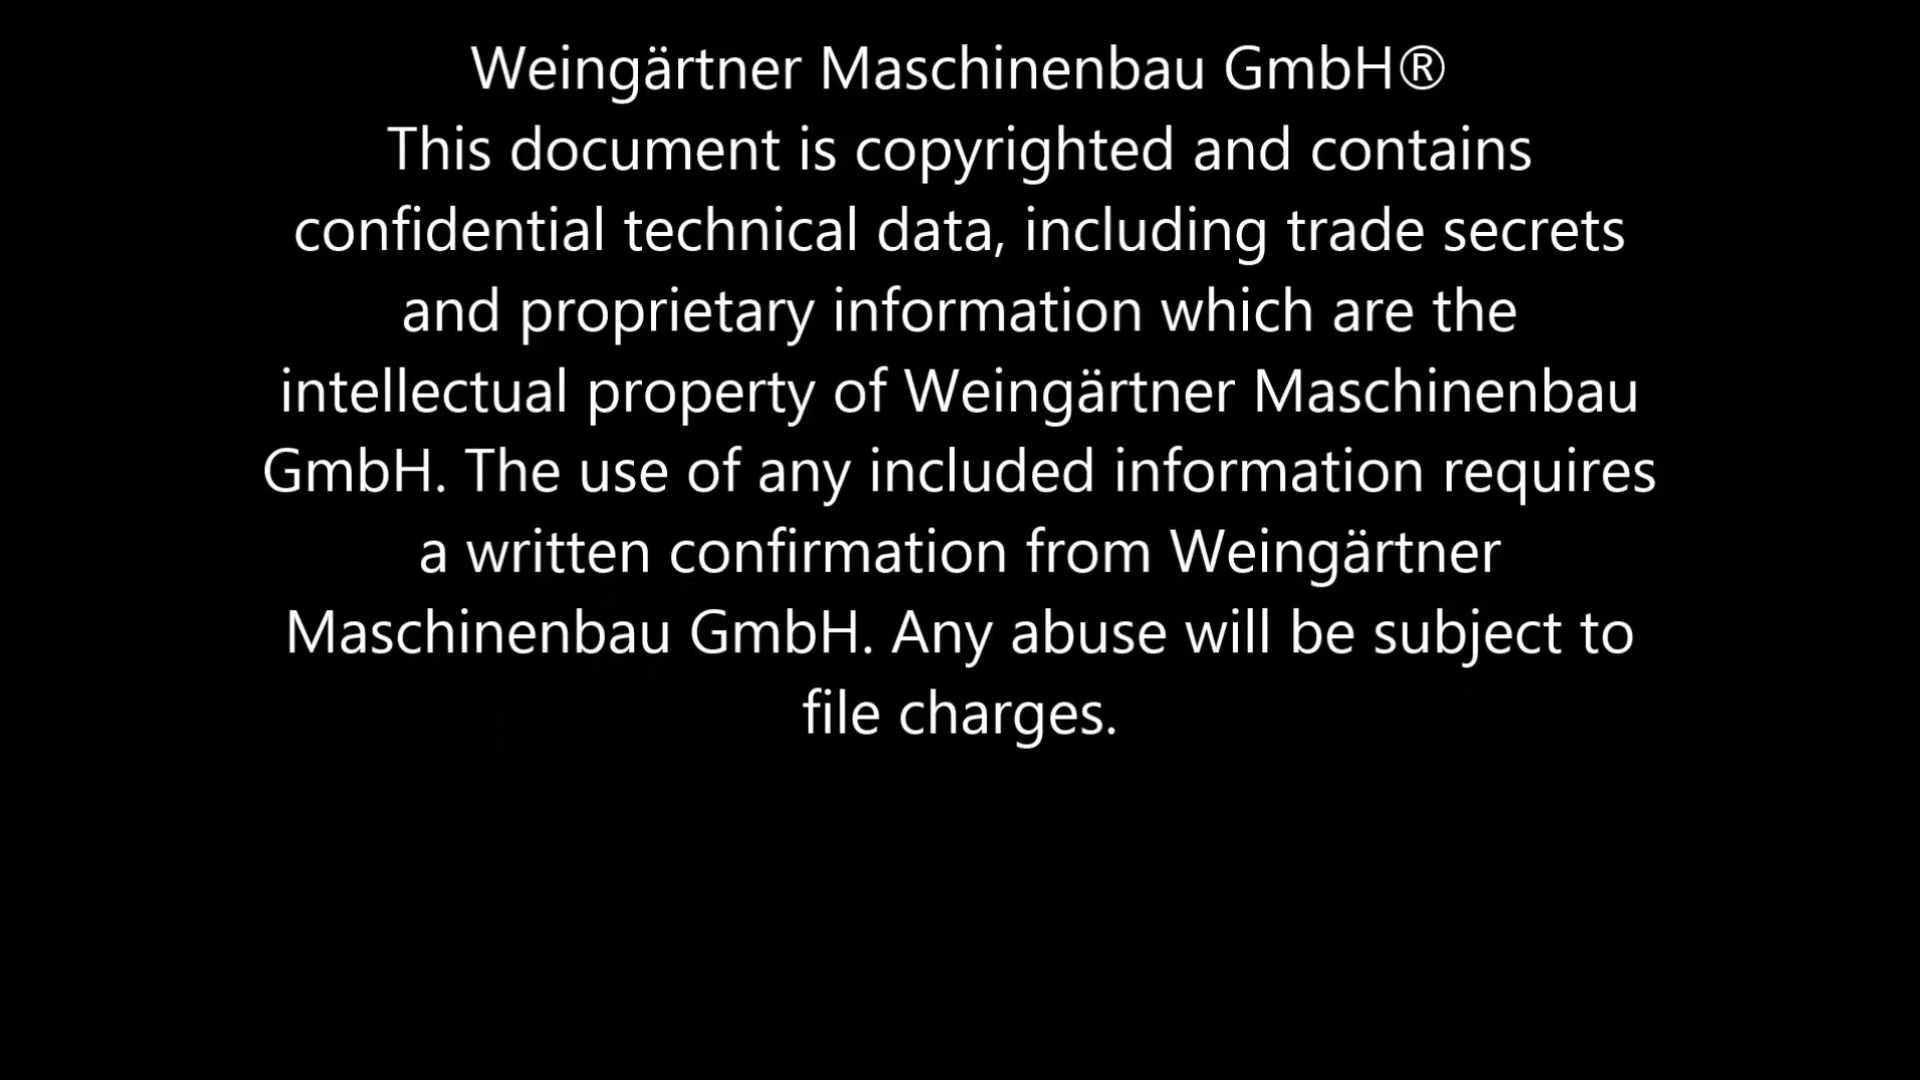 Weingärtner Maschinenbau GmbH®
This document is copyrighted and contains
confidential technical data, including trade secrets
and proprietary information which are the
intellectual property of Weingärtner Maschinenbau
GmbH. The use of any included information requires
a written confirmation from Weingärtner
Maschinenbau GmbH. Any abuse will be subject to
file charges.